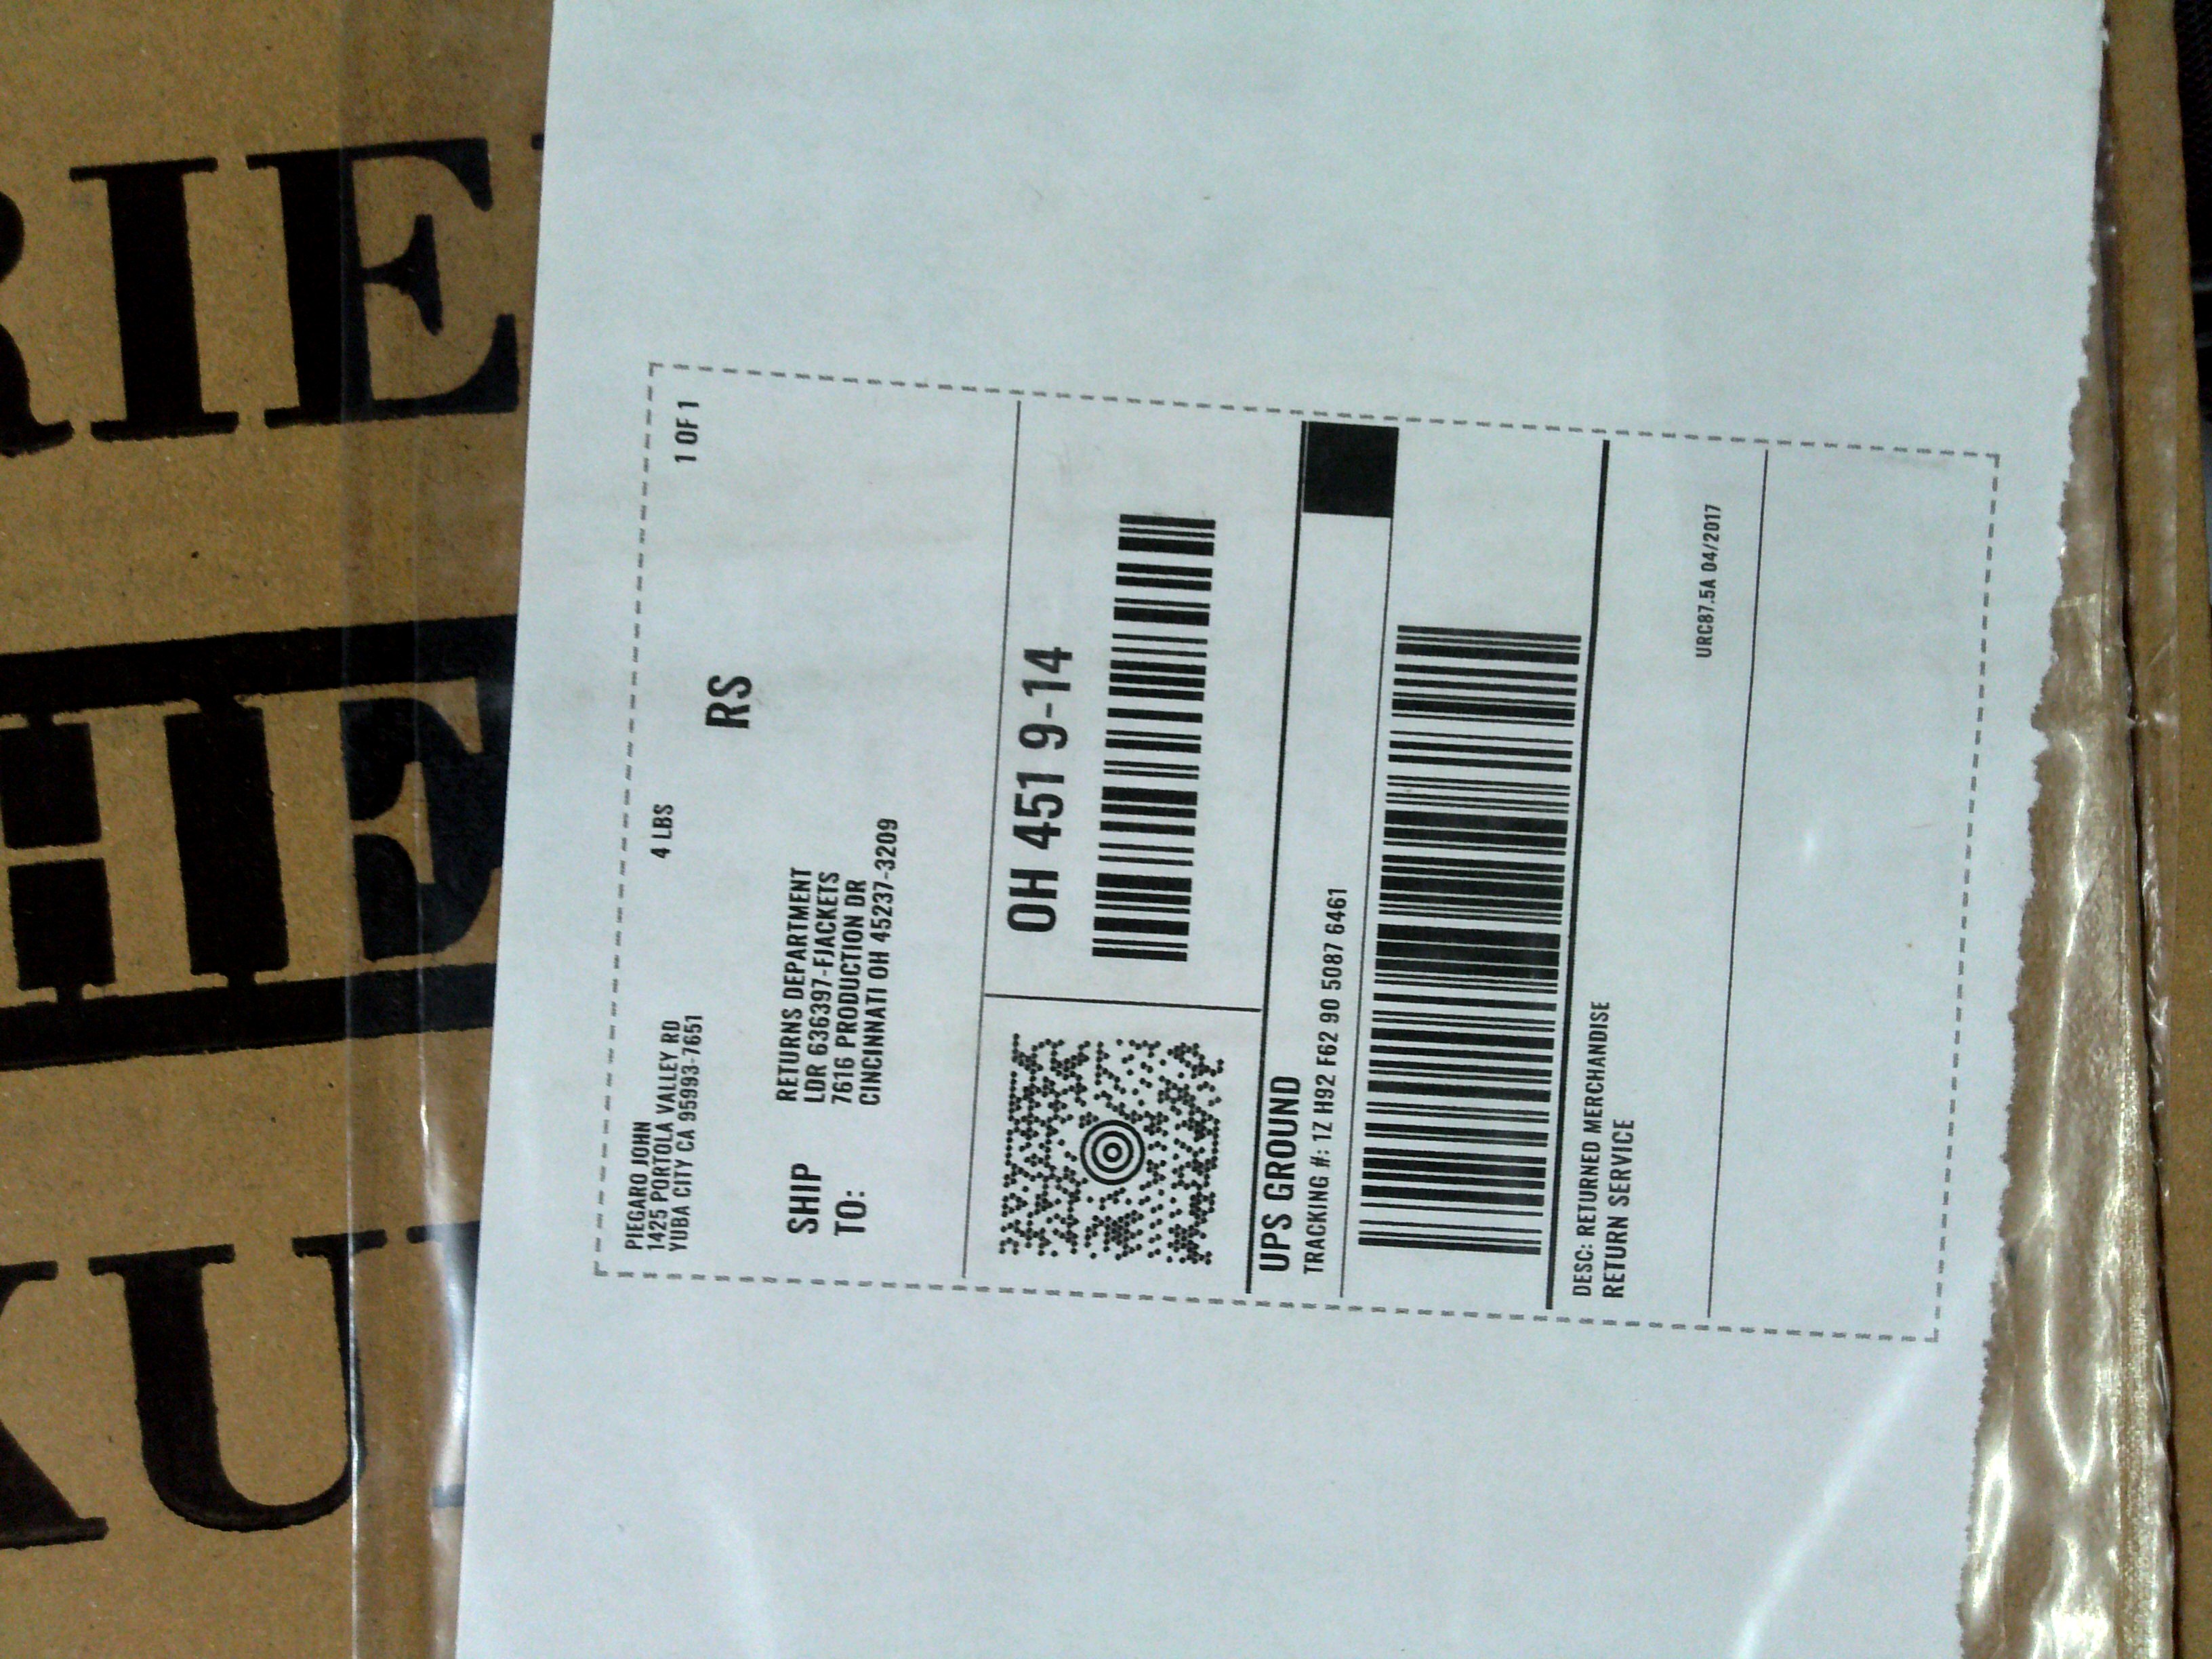 PIEGARO JOHN
1425 PORTOLA VALLEY RD
YUBA CITY CA 95993-7651
4 LBS
1 OF 1
RS
SHIP
TO:
RETURNS DEPARTMENT
LDR 636397-FJACKETS
7616 PRODUCTION DR
CINCINNATI OH 45237-3209
OH 451 9-14
UPS GROUND
TRACKING #: 1Z H92 F62 90 5087 6461
DESC: RETURNED MERCHANDISE
RETURN SERVICE
URC87.5A 04/2017